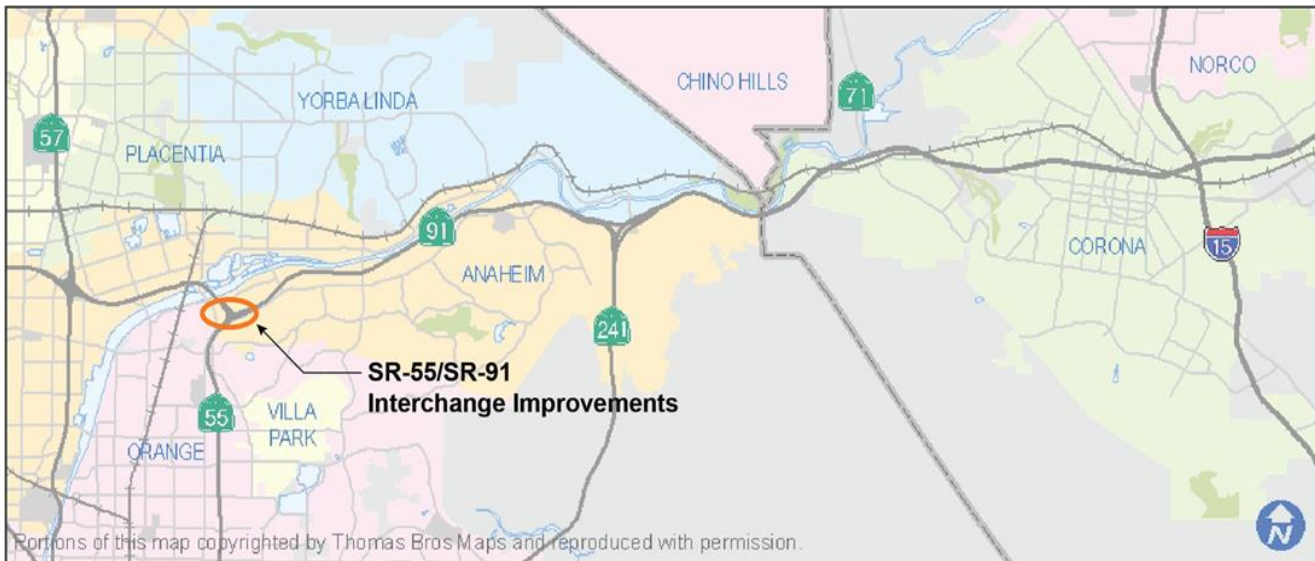 CHINO HILLS
71
NORCO
YORBA LINDA
57
PLACENTIA
91
ANAHEIM
CORONA
15
241
SR-55/SR-91
Interchange Improvements
55
VILLA
PARK
ORANGE
Portions of this map copyrighted by Thomas Bros Maps and reproduced with permission.
N